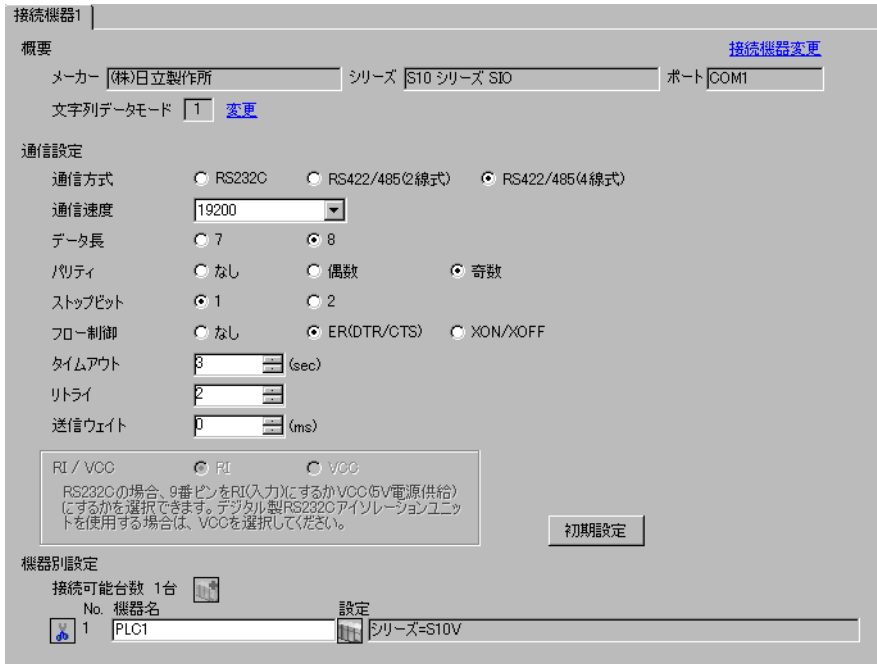 接続機器1
概要 接続機器変更
メーカー (株)日立製作所 シリーズ S10 シリーズ SIO ポート COM1
文字列データモード 1 変更
通信設定
通信方式 RS232C RS422/485(2線式) RS422/485(4線式)
通信速度 19200
データ長 7 8
パリティ なし 偶数 奇数
ストップビット 1 2
フロー制御 なし ER(DTR/CTS) XON/XOFF
タイムアウト 3 (sec)
リトライ 2
送信ウェイト 0 (ms)
RI / VCC RI VCC
RS232Cの場合、9番ピンをRI(入力)にするかVCC(5V電源供給)
にするかを選択できます。デジタル製RS232Cアイソレーションユニッ
トを使用する場合は、VCCを選択してください。
初期設定
機器別設定
接続可能台数 1台
No. 機器名 設定
1 PLC1 シリーズ=S10V